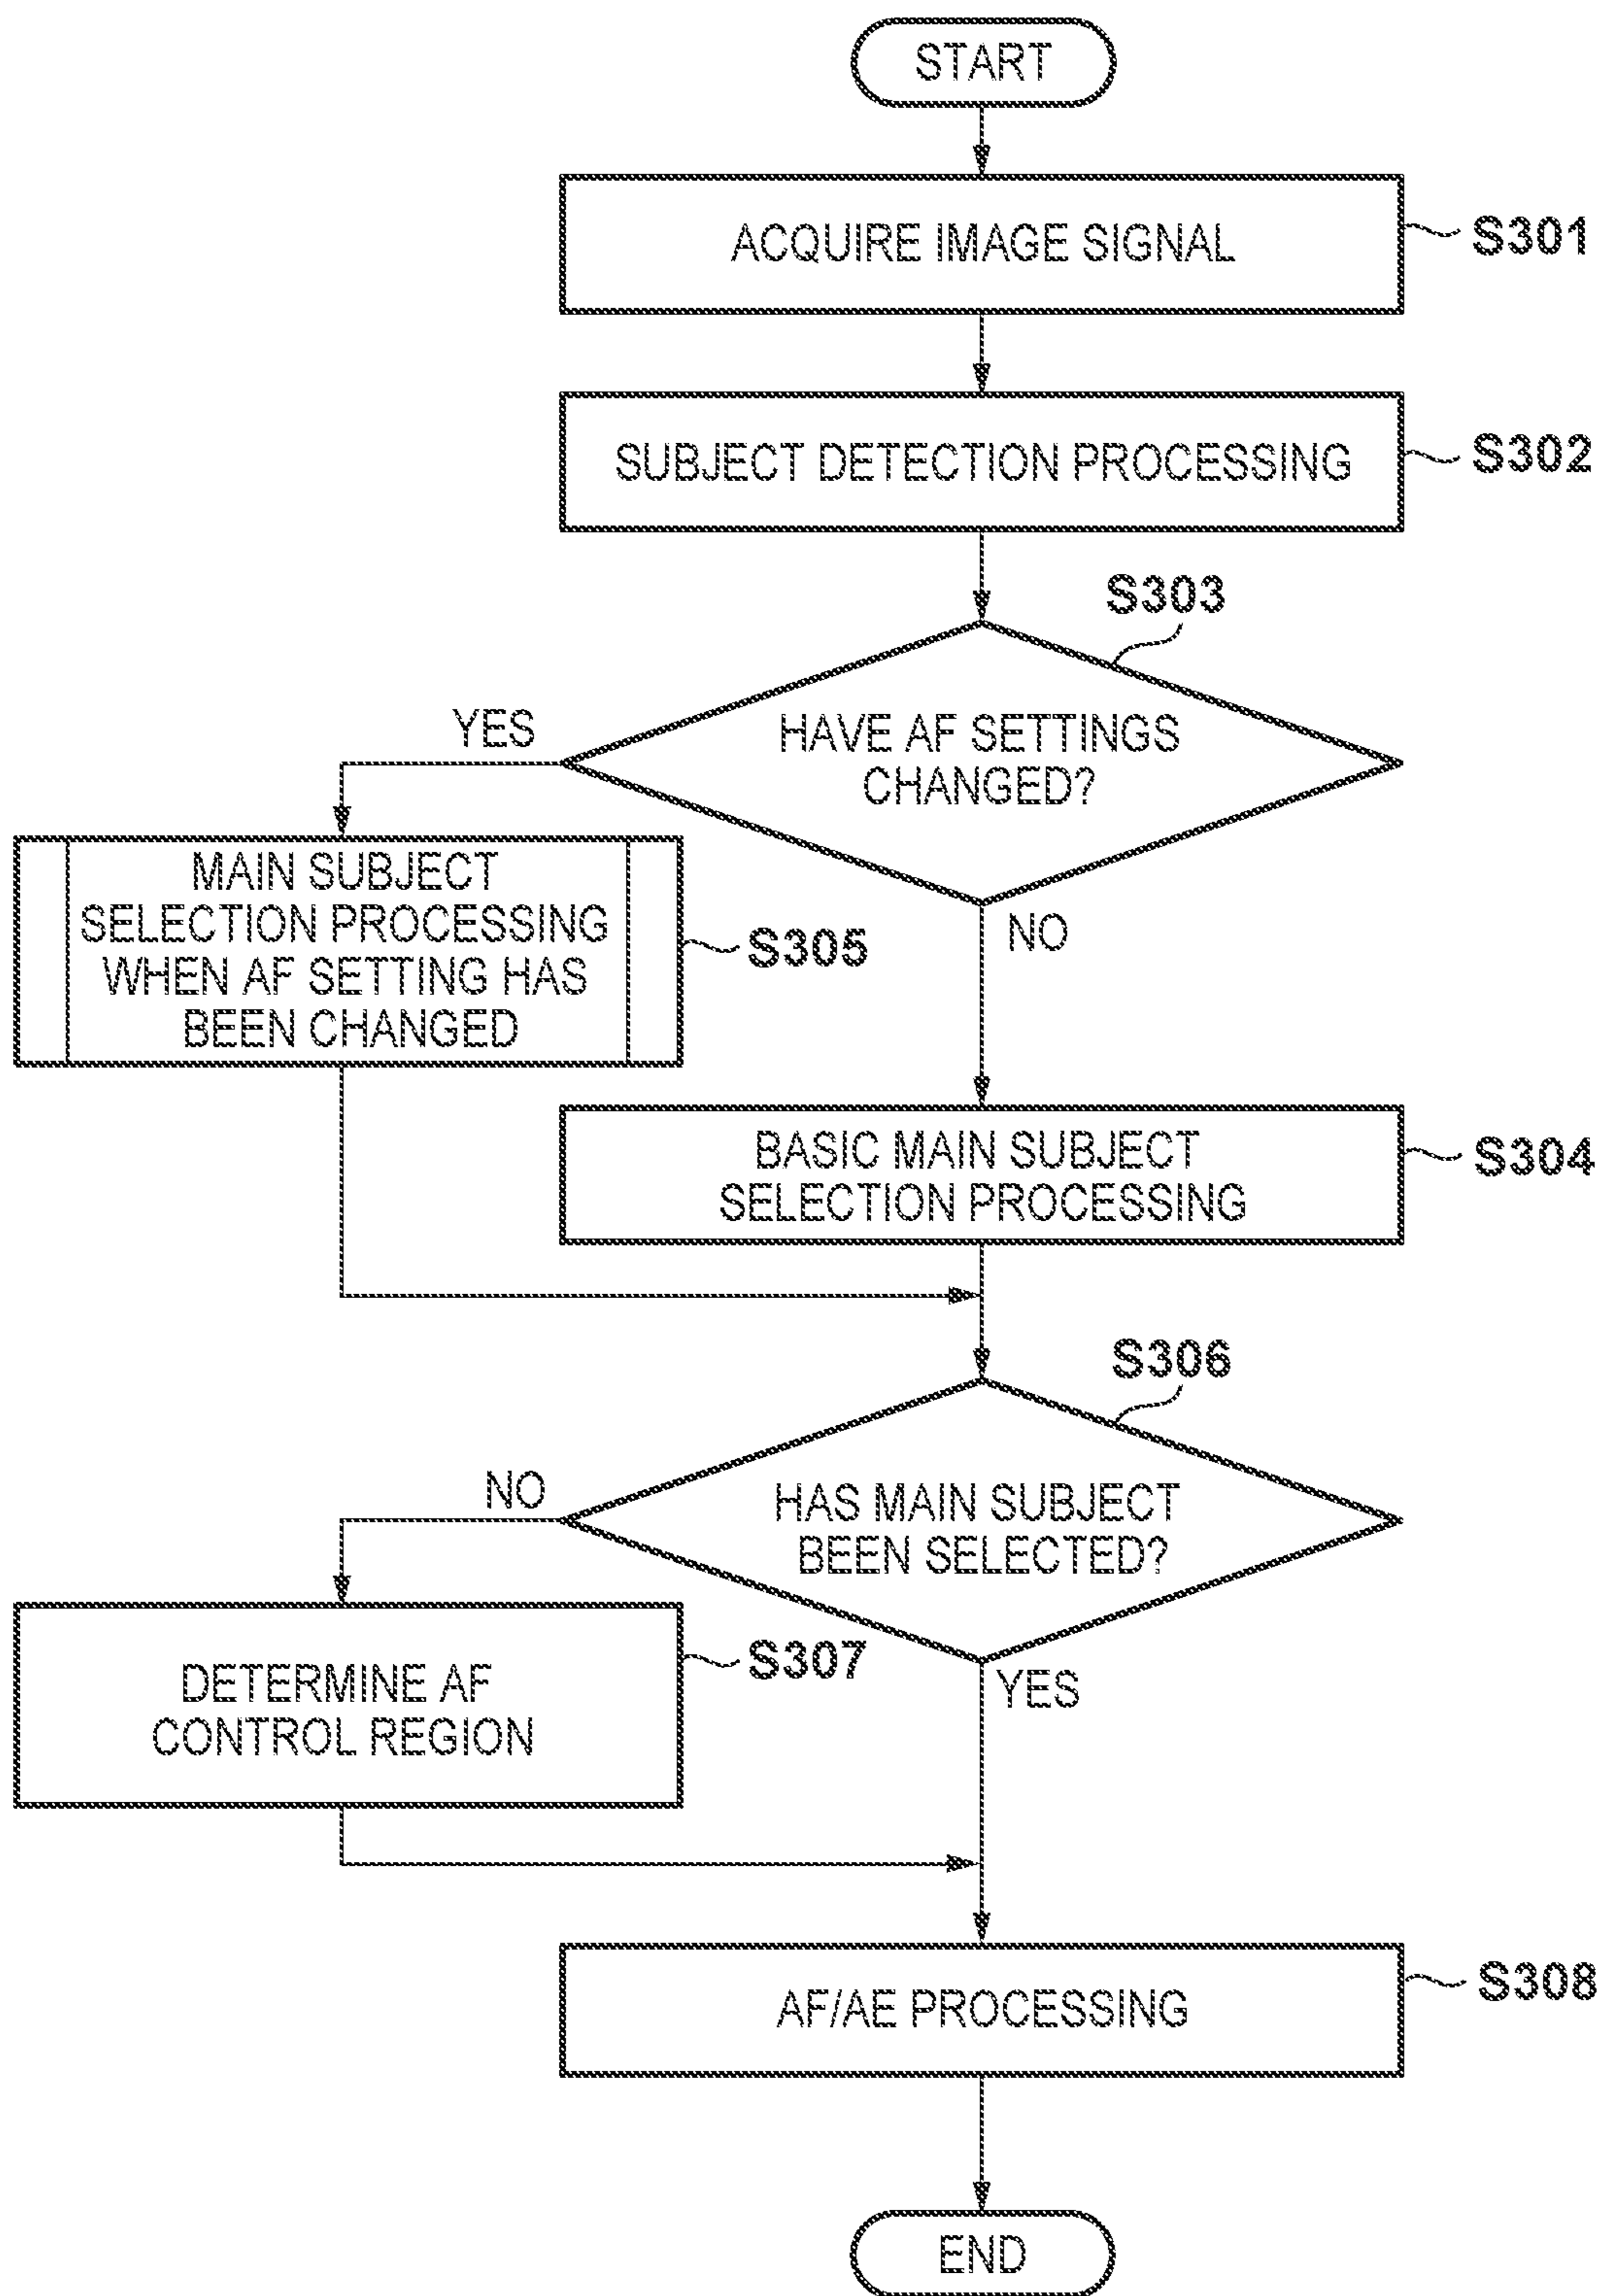 START
ACQUIRE IMAGE SIGNAL
S301
SUBJECT DETECTION PROCESSING
S302
S303
HAVE AF SETTINGS
CHANGED?
YES
NO
MAIN SUBJECT
SELECTION PROCESSING
WHEN AF SETTING HAS
BEEN CHANGED
S305
BASIC MAIN SUBJECT
SELECTION PROCESSING
S304
S306
HAS MAIN SUBJECT
BEEN SELECTED?
NO
YES
DETERMINE AF
CONTROL REGION
S307
AF/AE PROCESSING
S308
END